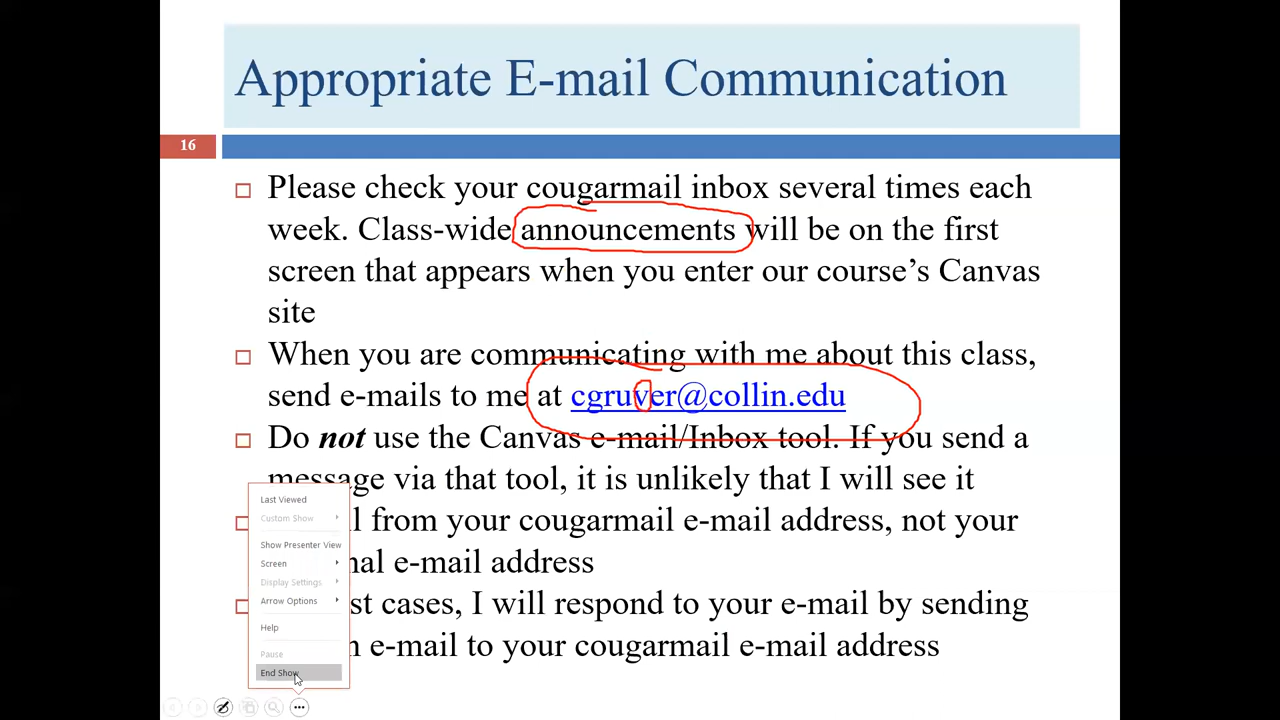 Appropriate E-mail Communication
16
Please check your cougarmail inbox several times each
week. Class-wide announcements will be on the first
screen that appears when you enter our course’s Canvas
site
When you are communicating with me about this class,
send e-mails to me at cgruver@collin.edu
Do not use the Canvas e-mail/Inbox tool. If you send a
message via that tool, it is unlikely that I will see it
from your cougarmail e-mail address, not your
e-mail address
cases, I will respond to your e-mail by sending
e-mail to your cougarmail e-mail address
Last Viewed
Custom Show
Show Presenter View
Screen
Display Settings
Arrow Options
Help
Pause
End Show